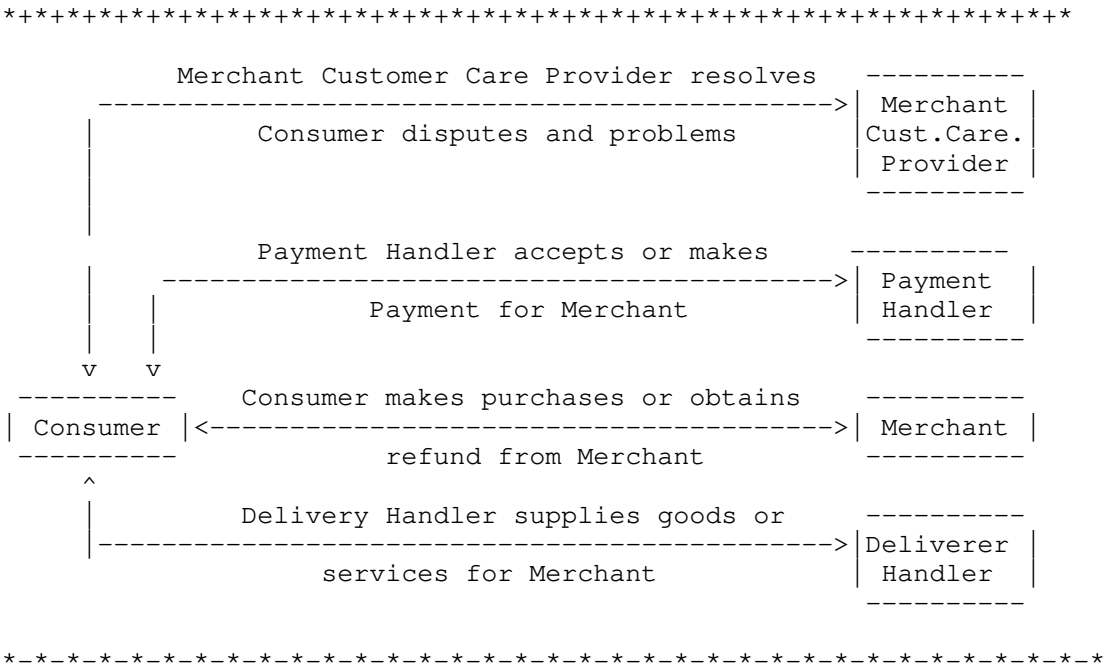 *+*+*+*+*+*+*+*+*+*+*+*+*+*+*+*+*+*+*+*+*+*+*+*+*+*+*+*+*+*+*+*+*+*
Merchant Customer Care Provider resolves ----------
---------------------------------------------->| Merchant |
| Consumer disputes and problems |Cust.Care.|
| | Provider |
| ----------
|
Payment Handler accepts or makes ----------
| ------------------------------------------>| Payment |
| | Payment for Merchant | Handler |
| | ----------
v v
---------- Consumer makes purchases or obtains ----------
| Consumer |<--------------------------------------->| Merchant |
---------- refund from Merchant ----------
^
| Delivery Handler supplies goods or ----------
|---------------------------------------------->|Deliverer |
services for Merchant | Handler |
----------
*-*-*-*-*-*-*-*-*-*-*-*-*-*-*-*-*-*-*-*-*-*-*-*-*-*-*-*-*-*-*-*-*-*-*